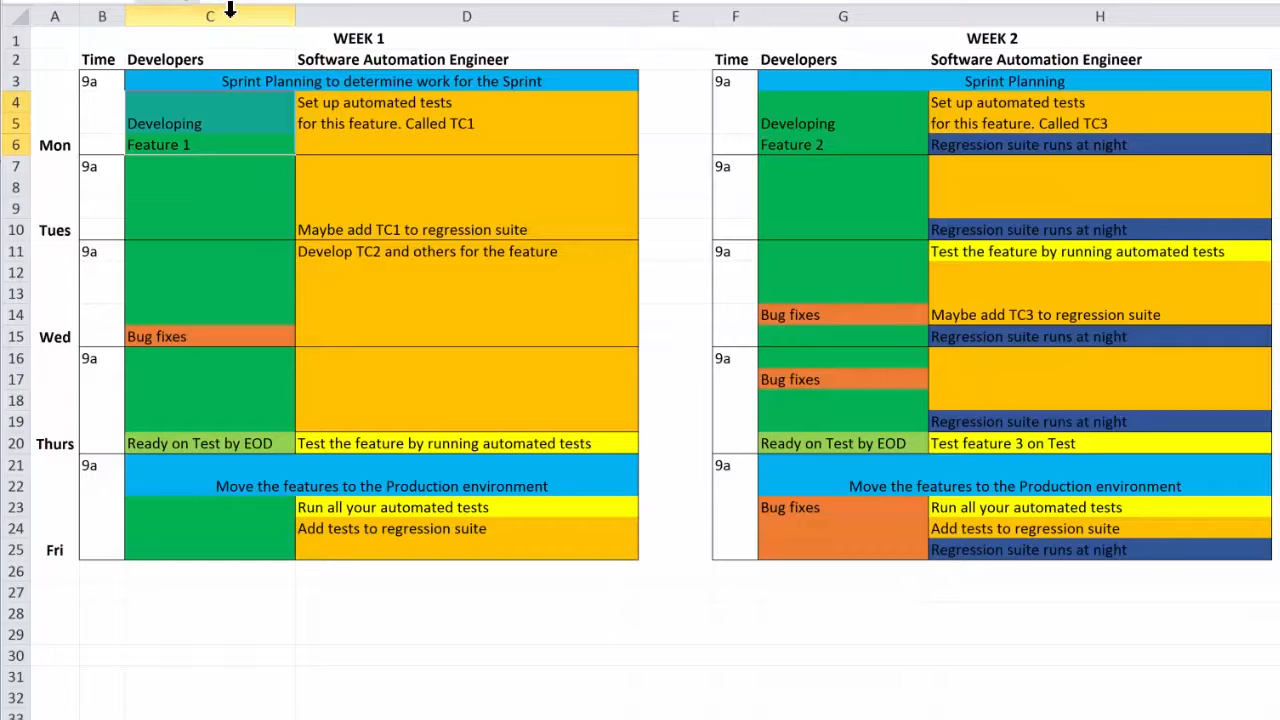 A B C D E F G H
1 WEEK 1 WEEK 2
2 Time Developers Software Automation Engineer Time Developers Software Automation Engineer
3 9a Sprint Planning to determine work for the Sprint 9a Sprint Planning
4 Set up automated tests Set up automated tests
5 Developing for this feature. Called TC1 Developing for this feature. Called TC3
6 Mon Feature 1 Feature 2 Regression suite runs at night
7 9a 9a
8
9
10 Tues Maybe add TC1 to regression suite Regression suite runs at night
11 9a Develop TC2 and others for the feature 9a Test the feature by running automated tests
12
13
14 Bug fixes Maybe add TC3 to regression suite
15 Wed Bug fixes Regression suite runs at night
16 9a 9a
17 Bug fixes
18
19 Regression suite runs at night
20 Thurs Ready on Test by EOD Test the feature by running automated tests Ready on Test by EOD Test feature 3 on Test
21 9a 9a
22 Move the features to the Production environment Move the features to the Production environment
23 Run all your automated tests Bug fixes Run all your automated tests
24 Add tests to regression suite Add tests to regression suite
25 Fri Regression suite runs at night
26
27
28
29
30
31
32
33